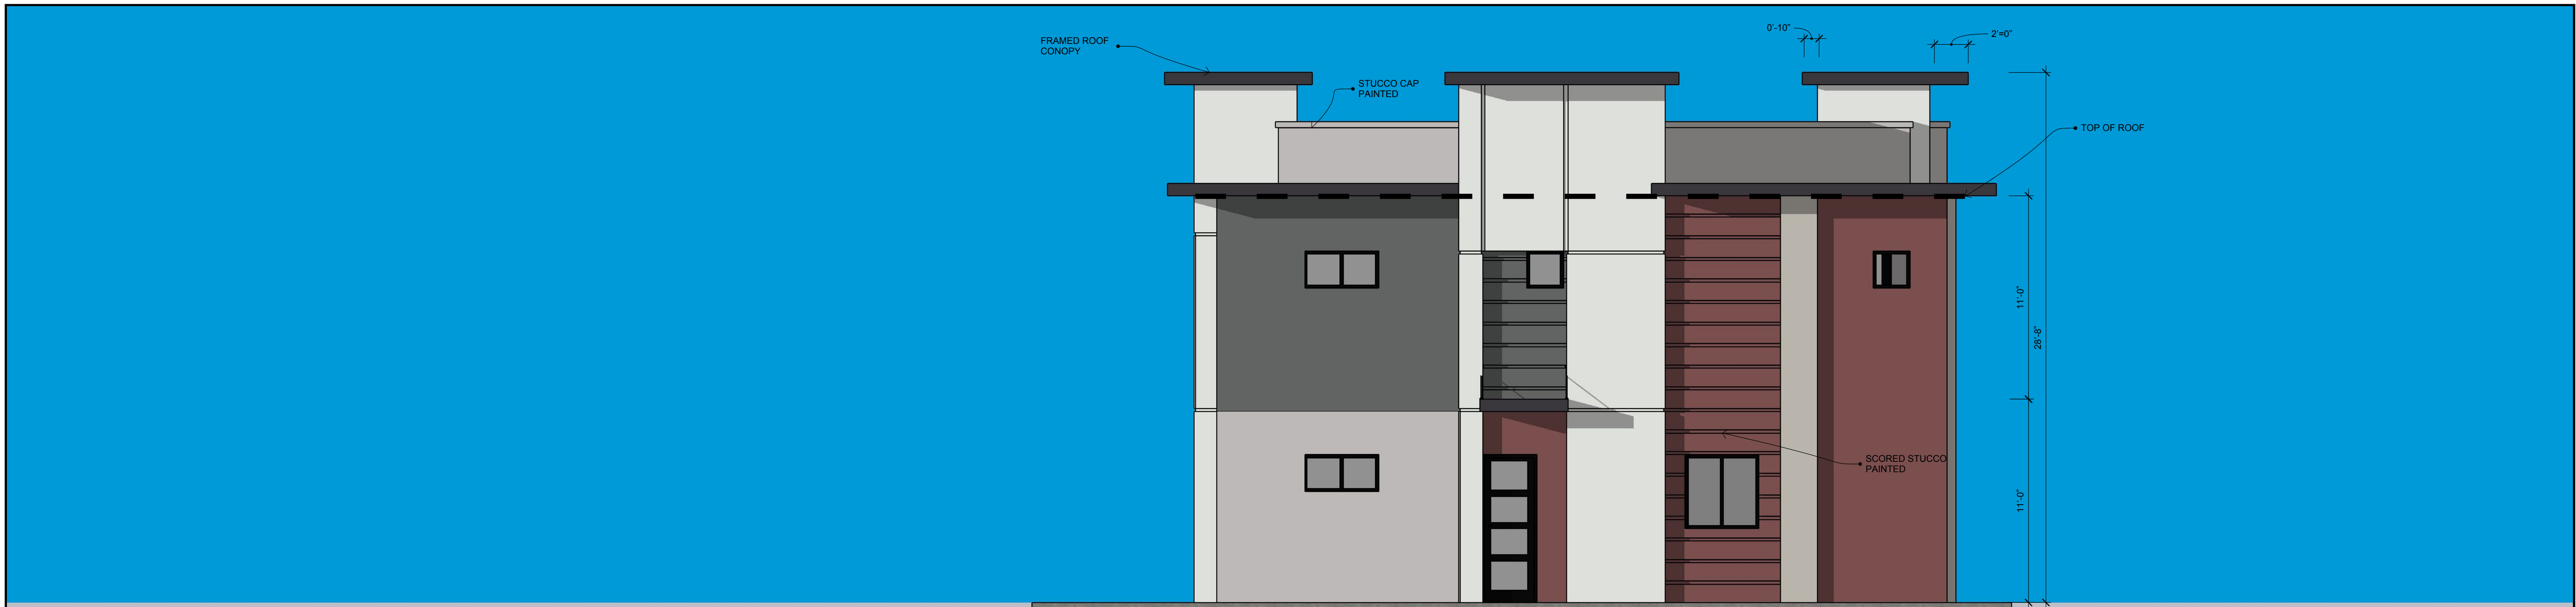 FRAMED ROOF
CONOPY
STUCCO CAP
PAINTED
0'-10"
2'=0"
TOP OF ROOF
11'-0"
28'-8"
SCORED STUCCO
PAINTED
11'-0"